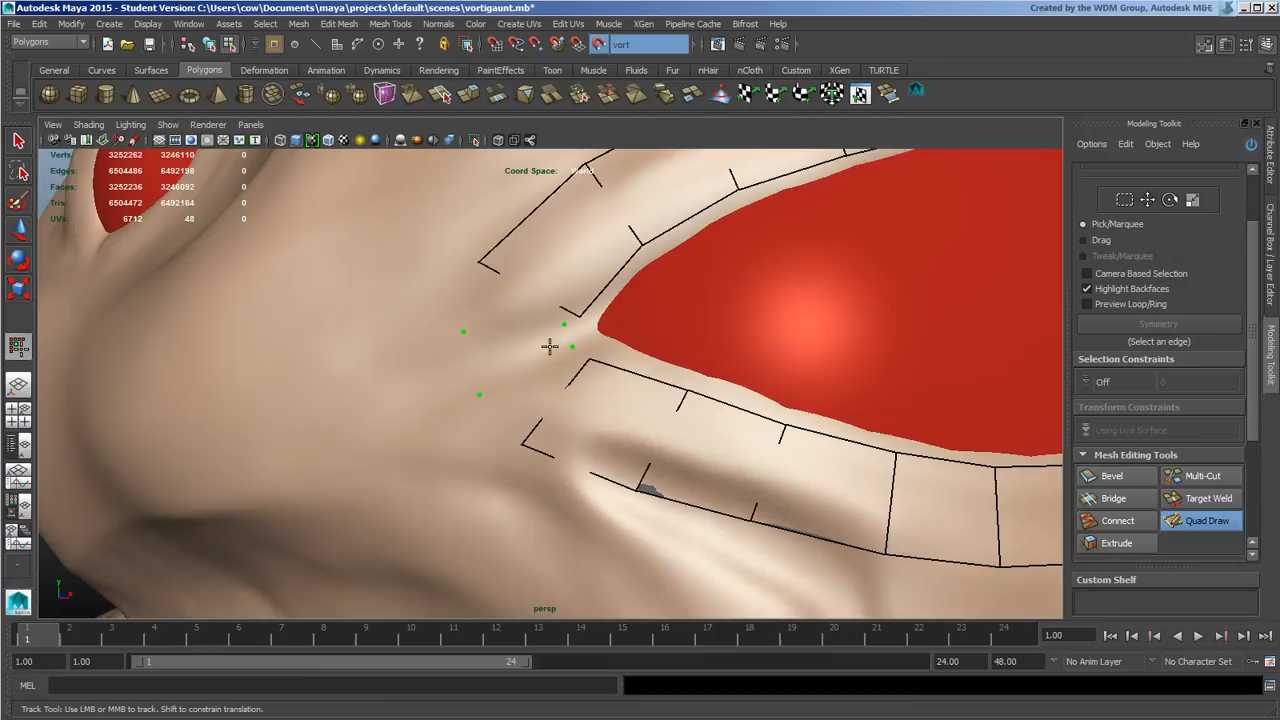 Autodesk Maya 2015 - Student Version: C:\Users\cow\Documents\maya\projects\default\scenes\vortigaunt.mb*
Created by the WDM Group, Autodesk M&E
File Edit Modify Create Display Window Assets Select Mesh Edit Mesh Mesh Tools Normals Color Create UVs Edit UVs Muscle XGen Pipeline Cache Bifrost Help
Polygons
vort
General Curves Surfaces Polygons Deformation Animation Dynamics Rendering PaintEffects Toon Muscle Fluids Fur nHair nCloth Custom XGen TURTLE
View Shading Lighting Show Renderer Panels
Modeling Toolkit
Options Edit Object Help
Verts: 3252262 3246110 0
Edges: 6504486 6492198 0
Faces: 3252236 3246092 0
Tris: 6504472 6492184 0
UVs: 6712 48 0
Coord Space: World
Pick/Marquee
Drag
Tweak/Marquee
Camera Based Selection
Highlight Backfaces
Preview Loop/Ring
Symmetry
(Select an edge)
Selection Constraints
Off 0
Transform Constraints
Using Live Surface
Mesh Editing Tools
Bevel Multi-Cut
Bridge Target Weld
Connect Quad Draw
Extrude
Custom Shelf
Attribute Editor
Channel Box / Layer Editor
Modeling Toolkit
y
persp
1 2 3 4 5 6 7 8 9 10 11 12 13 14 15 16 17 18 19 20 21 22 23 24
1
1.00
1.00 1.00 1 24 24.00 48.00 No Anim Layer No Character Set
MEL
Track Tool: Use LMB or MMB to track. Shift to constrain translation.